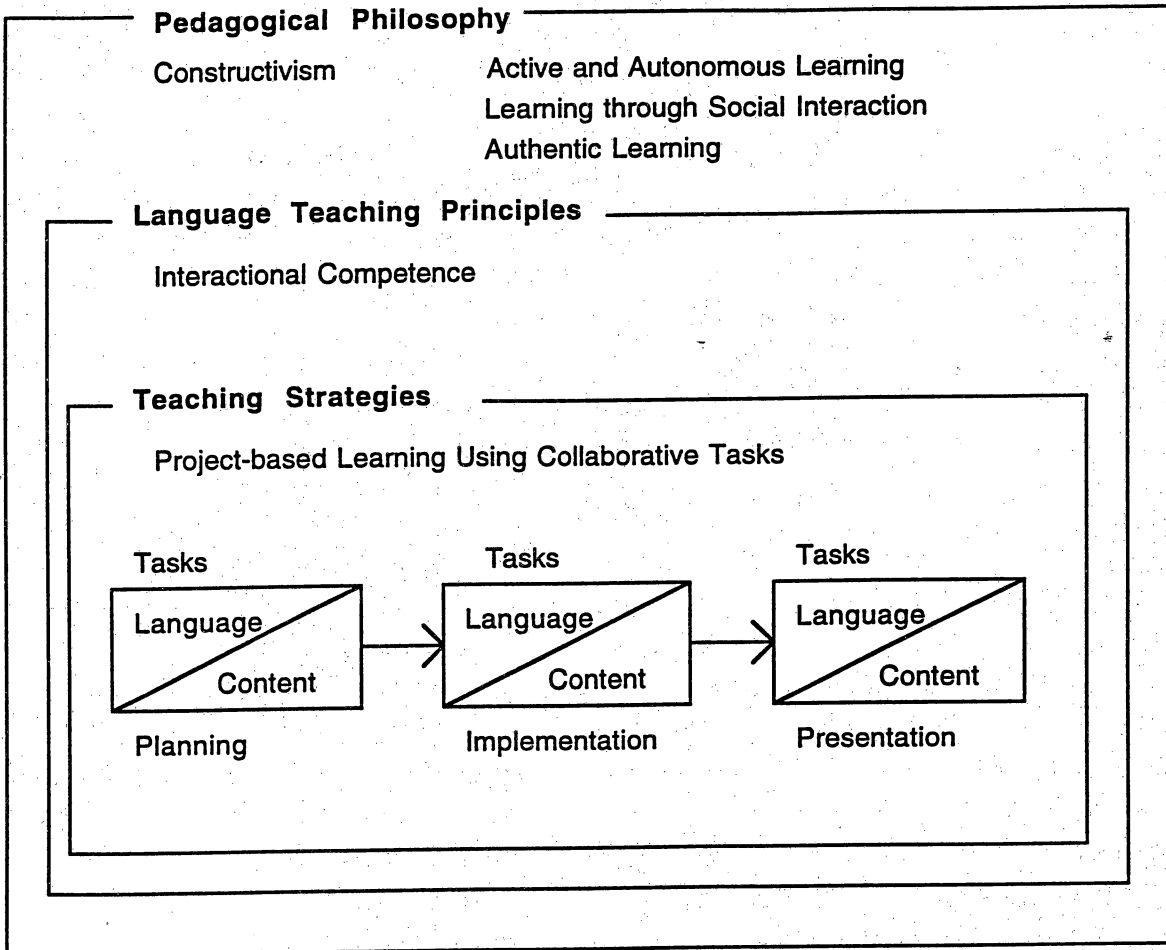 Pedagogical Philosophy
Constructivism Active and Autonomous Learning
Learning through Social Interaction
Authentic Learning
Language Teaching Principles
Interactional Competence
Teaching Strategies
Project-based Learning Using Collaborative Tasks
Tasks Tasks Tasks
Language Language Language
Content Content Content
Planning Implementation Presentation